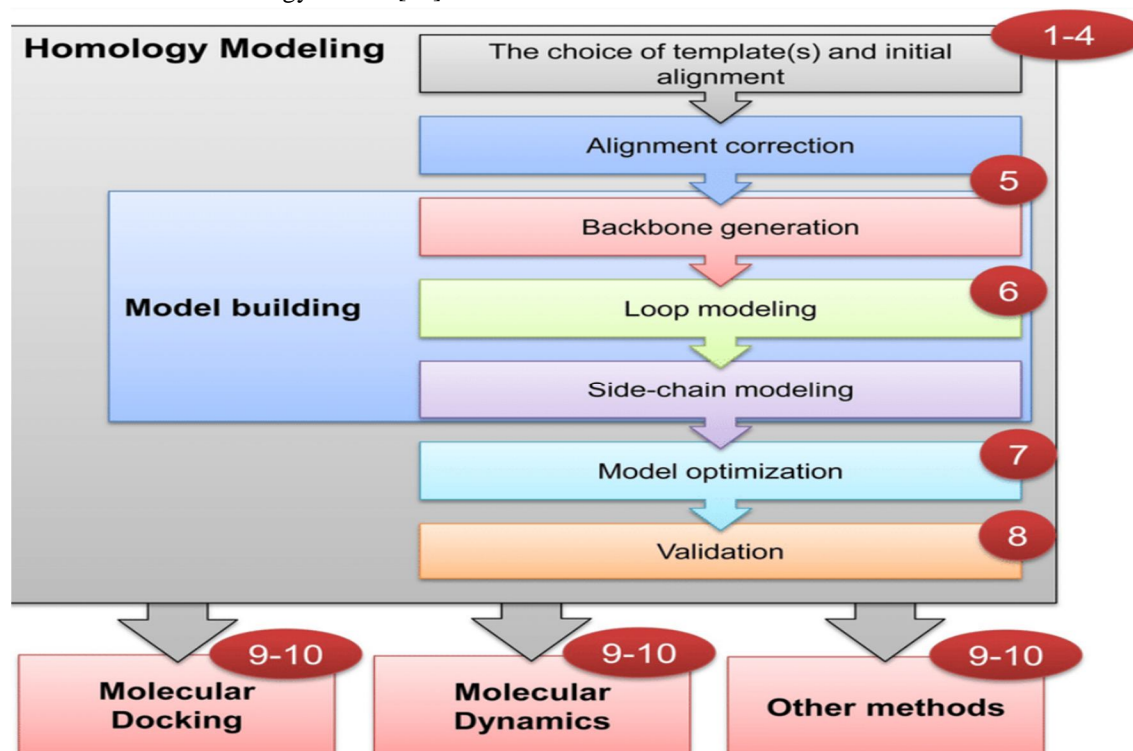 Homology Modeling
1-4
The choice of template(s) and initial
alignment
Alignment correction
5
Backbone generation
Model building
6
Loop modeling
Side-chain modeling
7
Model optimization
8
Validation
9-10
9-10
9-10
Molecular
Docking
Molecular
Dynamics
Other methods